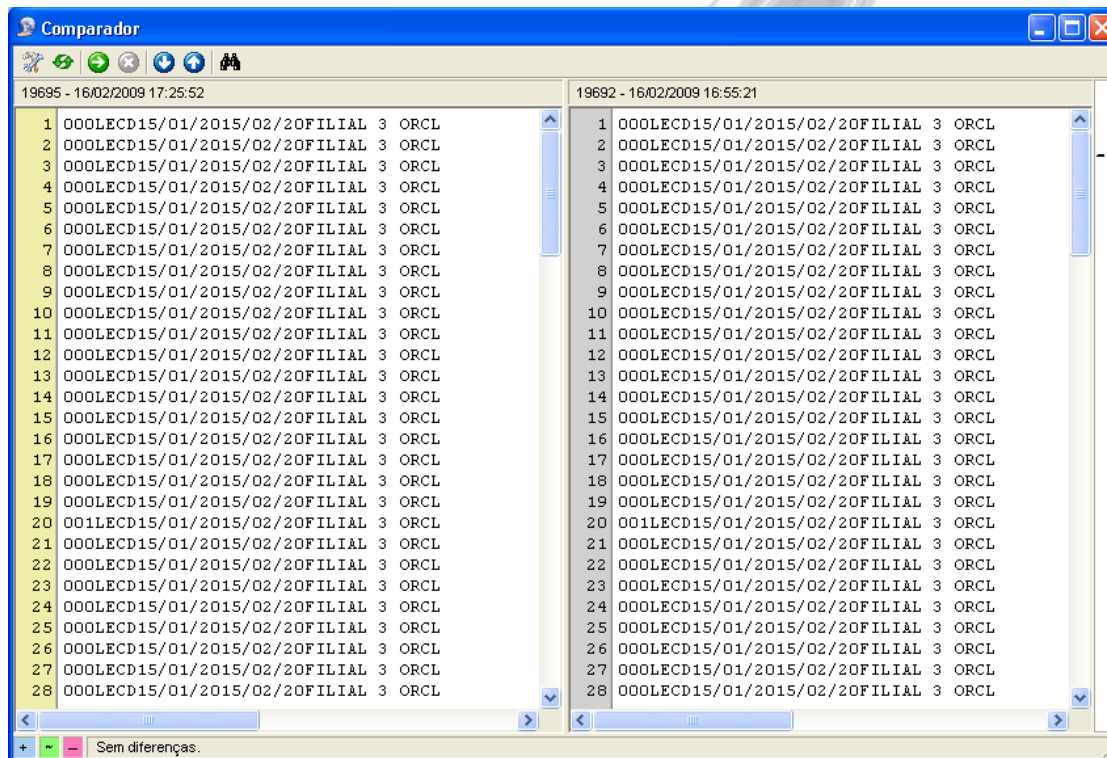 Comparador
19695 - 16/02/2009 17:25:52
1 000LECD15/01/2015/02/20FILIAL 3 ORCL
2 000LECD15/01/2015/02/20FILIAL 3 ORCL
3 000LECD15/01/2015/02/20FILIAL 3 ORCL
4 000LECD15/01/2015/02/20FILIAL 3 ORCL
5 000LECD15/01/2015/02/20FILIAL 3 ORCL
6 000LECD15/01/2015/02/20FILIAL 3 ORCL
7 000LECD15/01/2015/02/20FILIAL 3 ORCL
8 000LECD15/01/2015/02/20FILIAL 3 ORCL
9 000LECD15/01/2015/02/20FILIAL 3 ORCL
10 000LECD15/01/2015/02/20FILIAL 3 ORCL
11 000LECD15/01/2015/02/20FILIAL 3 ORCL
12 000LECD15/01/2015/02/20FILIAL 3 ORCL
13 000LECD15/01/2015/02/20FILIAL 3 ORCL
14 000LECD15/01/2015/02/20FILIAL 3 ORCL
15 000LECD15/01/2015/02/20FILIAL 3 ORCL
16 000LECD15/01/2015/02/20FILIAL 3 ORCL
17 000LECD15/01/2015/02/20FILIAL 3 ORCL
18 000LECD15/01/2015/02/20FILIAL 3 ORCL
19 000LECD15/01/2015/02/20FILIAL 3 ORCL
20 001LECD15/01/2015/02/20FILIAL 3 ORCL
21 000LECD15/01/2015/02/20FILIAL 3 ORCL
22 000LECD15/01/2015/02/20FILIAL 3 ORCL
23 000LECD15/01/2015/02/20FILIAL 3 ORCL
24 000LECD15/01/2015/02/20FILIAL 3 ORCL
25 000LECD15/01/2015/02/20FILIAL 3 ORCL
26 000LECD15/01/2015/02/20FILIAL 3 ORCL
27 000LECD15/01/2015/02/20FILIAL 3 ORCL
28 000LECD15/01/2015/02/20FILIAL 3 ORCL
19692 - 16/02/2009 16:55:21
1 000LECD15/01/2015/02/20FILIAL 3 ORCL
2 000LECD15/01/2015/02/20FILIAL 3 ORCL
3 000LECD15/01/2015/02/20FILIAL 3 ORCL
4 000LECD15/01/2015/02/20FILIAL 3 ORCL
5 000LECD15/01/2015/02/20FILIAL 3 ORCL
6 000LECD15/01/2015/02/20FILIAL 3 ORCL
7 000LECD15/01/2015/02/20FILIAL 3 ORCL
8 000LECD15/01/2015/02/20FILIAL 3 ORCL
9 000LECD15/01/2015/02/20FILIAL 3 ORCL
10 000LECD15/01/2015/02/20FILIAL 3 ORCL
11 000LECD15/01/2015/02/20FILIAL 3 ORCL
12 000LECD15/01/2015/02/20FILIAL 3 ORCL
13 000LECD15/01/2015/02/20FILIAL 3 ORCL
14 000LECD15/01/2015/02/20FILIAL 3 ORCL
15 000LECD15/01/2015/02/20FILIAL 3 ORCL
16 000LECD15/01/2015/02/20FILIAL 3 ORCL
17 000LECD15/01/2015/02/20FILIAL 3 ORCL
18 000LECD15/01/2015/02/20FILIAL 3 ORCL
19 000LECD15/01/2015/02/20FILIAL 3 ORCL
20 001LECD15/01/2015/02/20FILIAL 3 ORCL
21 000LECD15/01/2015/02/20FILIAL 3 ORCL
22 000LECD15/01/2015/02/20FILIAL 3 ORCL
23 000LECD15/01/2015/02/20FILIAL 3 ORCL
24 000LECD15/01/2015/02/20FILIAL 3 ORCL
25 000LECD15/01/2015/02/20FILIAL 3 ORCL
26 000LECD15/01/2015/02/20FILIAL 3 ORCL
27 000LECD15/01/2015/02/20FILIAL 3 ORCL
28 000LECD15/01/2015/02/20FILIAL 3 ORCL
+ ~ – Sem diferenças.